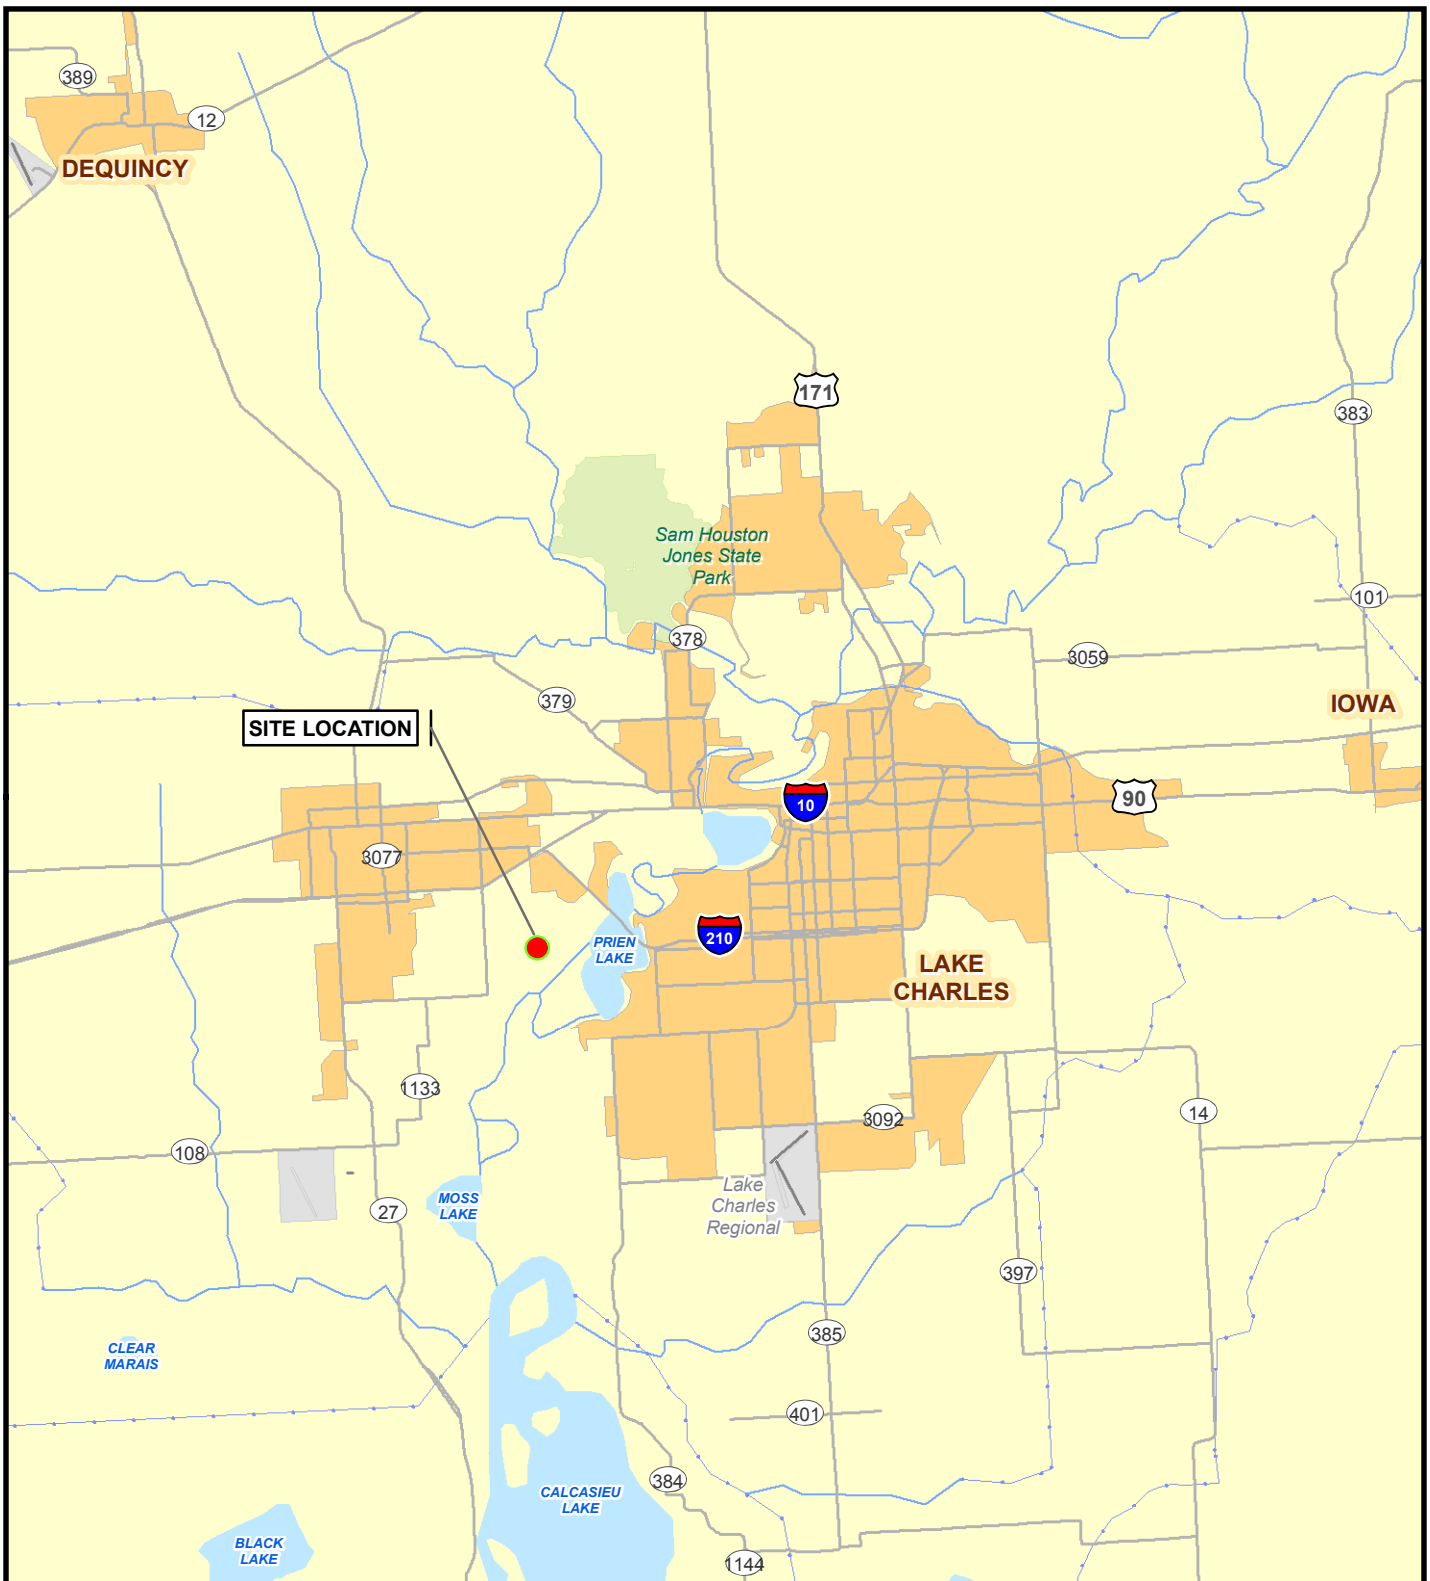 389
12
DEQUINCY
171
383
Sam Houston
Jones State
Park
101
378
3059
379
IOWA
SITE LOCATION
10
90
3077
210
PRIEN
LAKE
LAKE
CHARLES
1133
14
3092
108
Lake
Charles
Regional
MOSS
LAKE
27
397
385
CLEAR
MARAIS
401
384
CALCASIEU
LAKE
BLACK
LAKE
1144